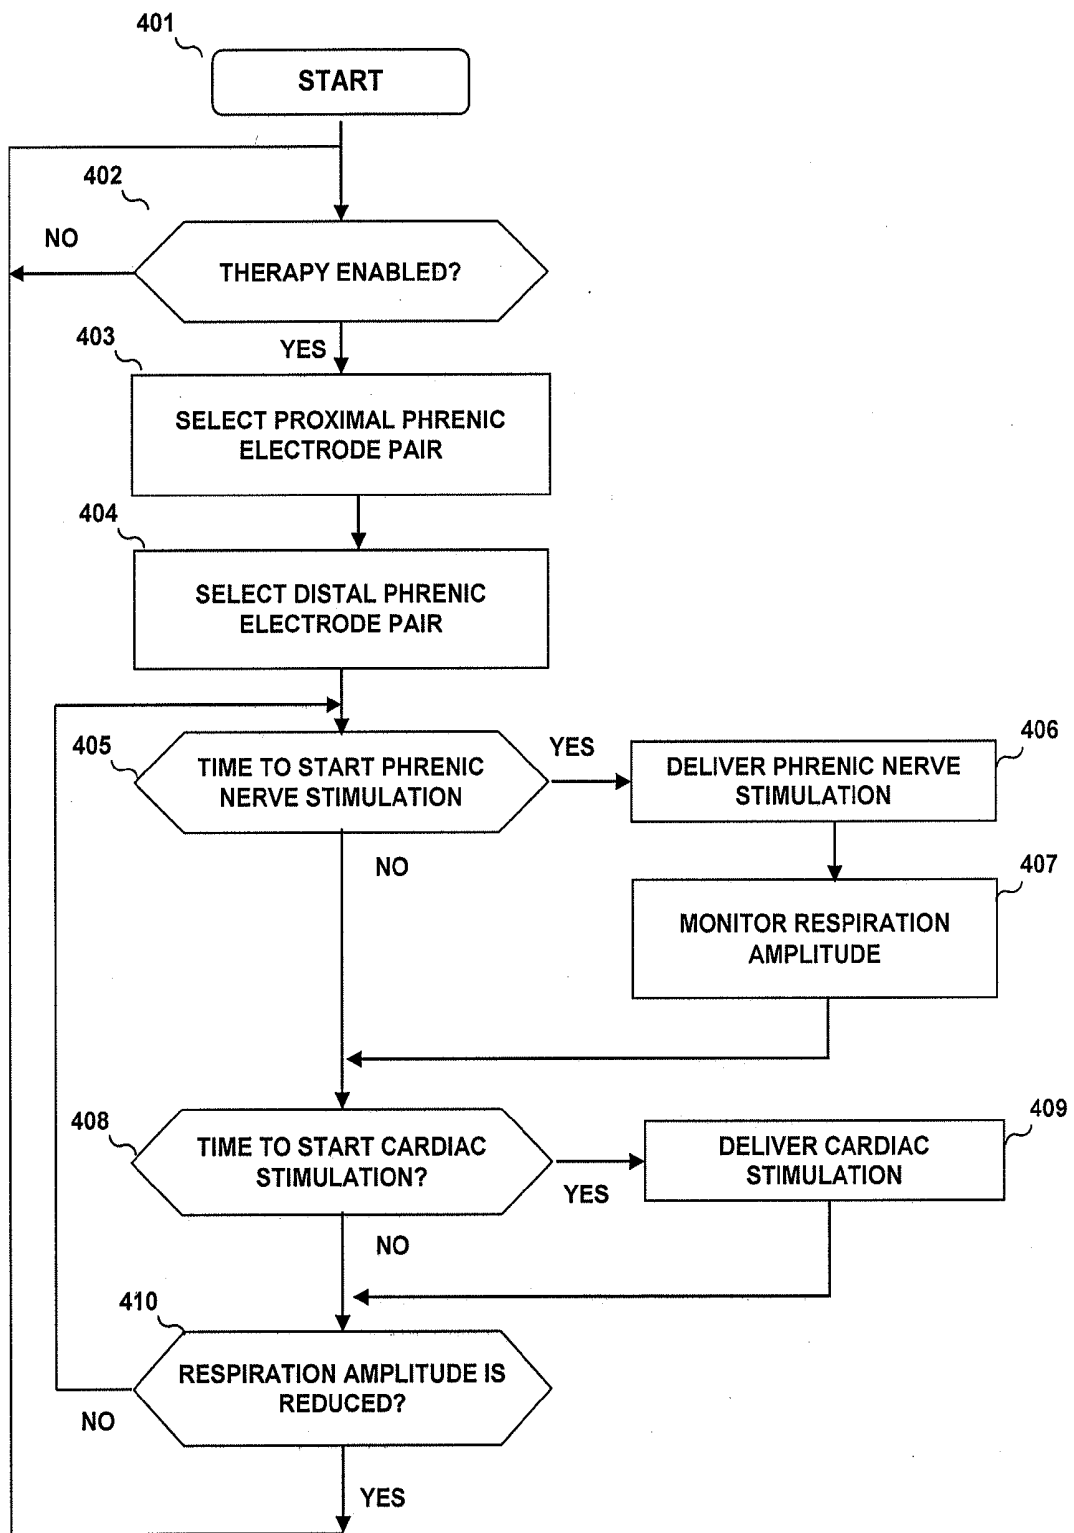 401
START
402
NO
THERAPY ENABLED?
403
YES
SELECT PROXIMAL PHRENIC
ELECTRODE PAIR
404
SELECT DISTAL PHRENIC
ELECTRODE PAIR
405
TIME TO START PHRENIC
NERVE STIMULATION
YES
NO
406
DELIVER PHRENIC NERVE
STIMULATION
407
MONITOR RESPIRATION
AMPLITUDE
408
TIME TO START CARDIAC
STIMULATION?
YES
NO
409
DELIVER CARDIAC
STIMULATION
410
RESPIRATION AMPLITUDE IS
REDUCED?
NO
YES